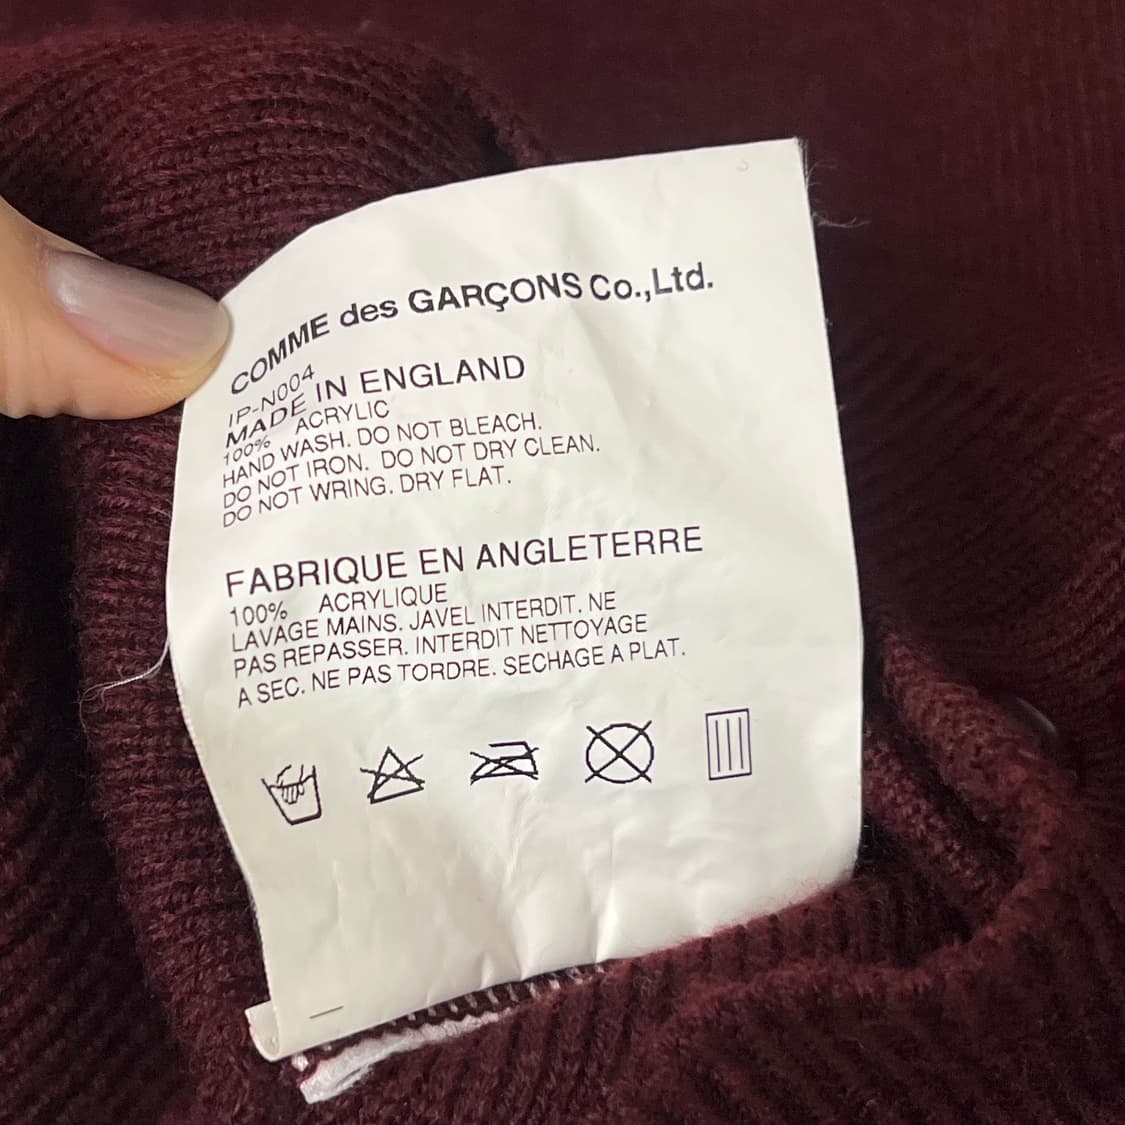 COMME des GARÇONS Co.,Ltd.
IP-N004
MADE IN ENGLAND
100% ACRYLIC
HAND WASH. DO NOT BLEACH.
DO NOT IRON. DO NOT DRY CLEAN.
DO NOT WRING. DRY FLAT.
FABRIQUE EN ANGLETERRE
100% ACRYLIQUE
LAVAGE MAINS. JAVEL INTERDIT. NE
PAS REPASSER. INTERDIT NETTOYAGE
A SEC. NE PAS TORDRE. SECHAGE A PLAT.